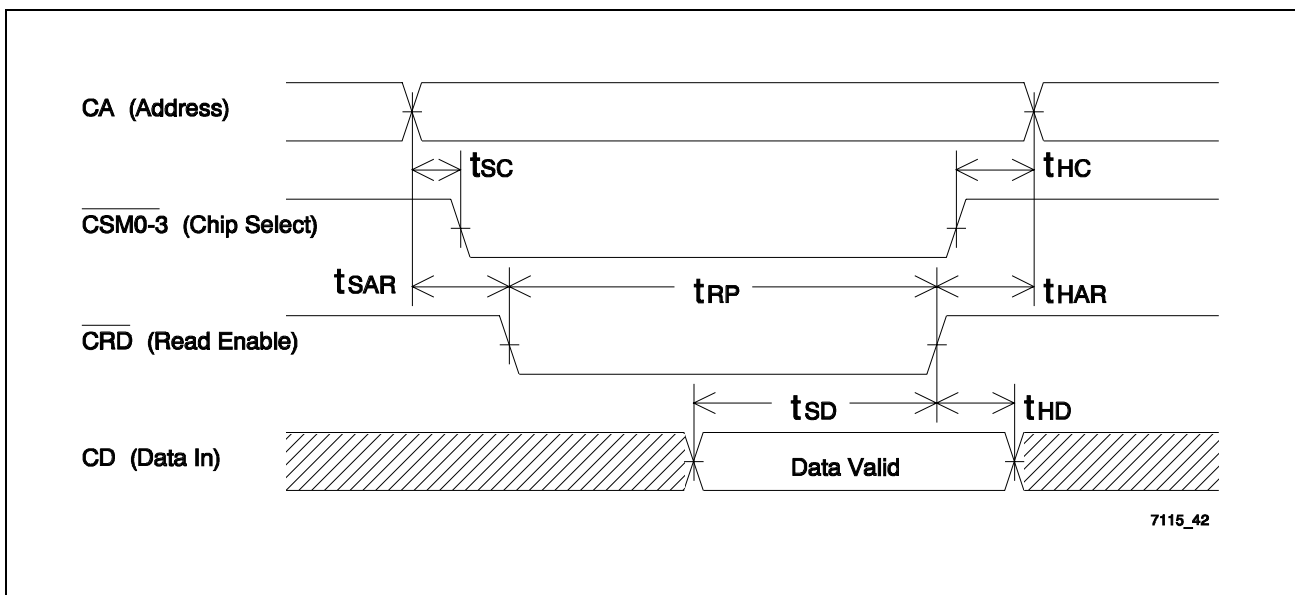 CA (Address)
tSC
tHC
CSM0-3 (Chip Select)
tSAR
tRP
tHAR
CRD (Read Enable)
tSD
tHD
CD (Data In)
Data Valid
7115_42